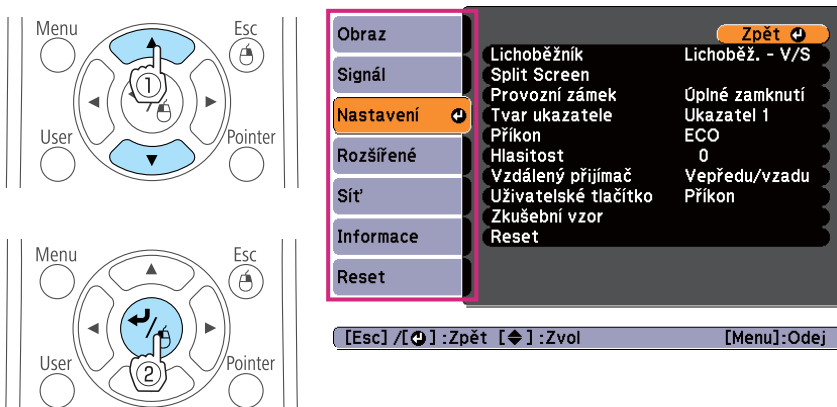 Menu
Esc
1
User
Pointer
Menu
Esc
User
Pointer
2
Obraz
Signál
Nastavení
Rozšířené
Síť
Informace
Reset
Zpět
Lichoběžník Lichoběž. - V/S
Split Screen
Provozní zámek Úplné zamknutí
Tvar ukazatele Ukazatel 1
Příkon ECO
Hlasitost 0
Vzdálený přijímač Vepředu/vzadu
Uživatelské tlačítko Příkon
Zkušební vzor
Reset
[Esc] /[ ] :Zpět [ ] :Zvol [Menu]:Odej